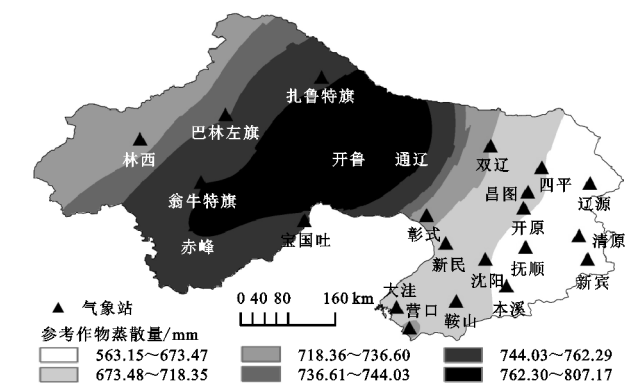 扎鲁特旗
巴林左旗
林西
开鲁
通辽
双辽
四平
昌图
辽源
翁牛特旗
开原
宝国吐
彰武
清原
赤峰
新民
抚顺
沈阳
新宾
本溪
大洼
营口
鞍山
气象站
0 40 80 160 km
参考作物蒸散量/mm
563.15～673.47
718.36～736.60
744.03～762.29
673.48～718.35
736.61～744.03
762.30～807.17